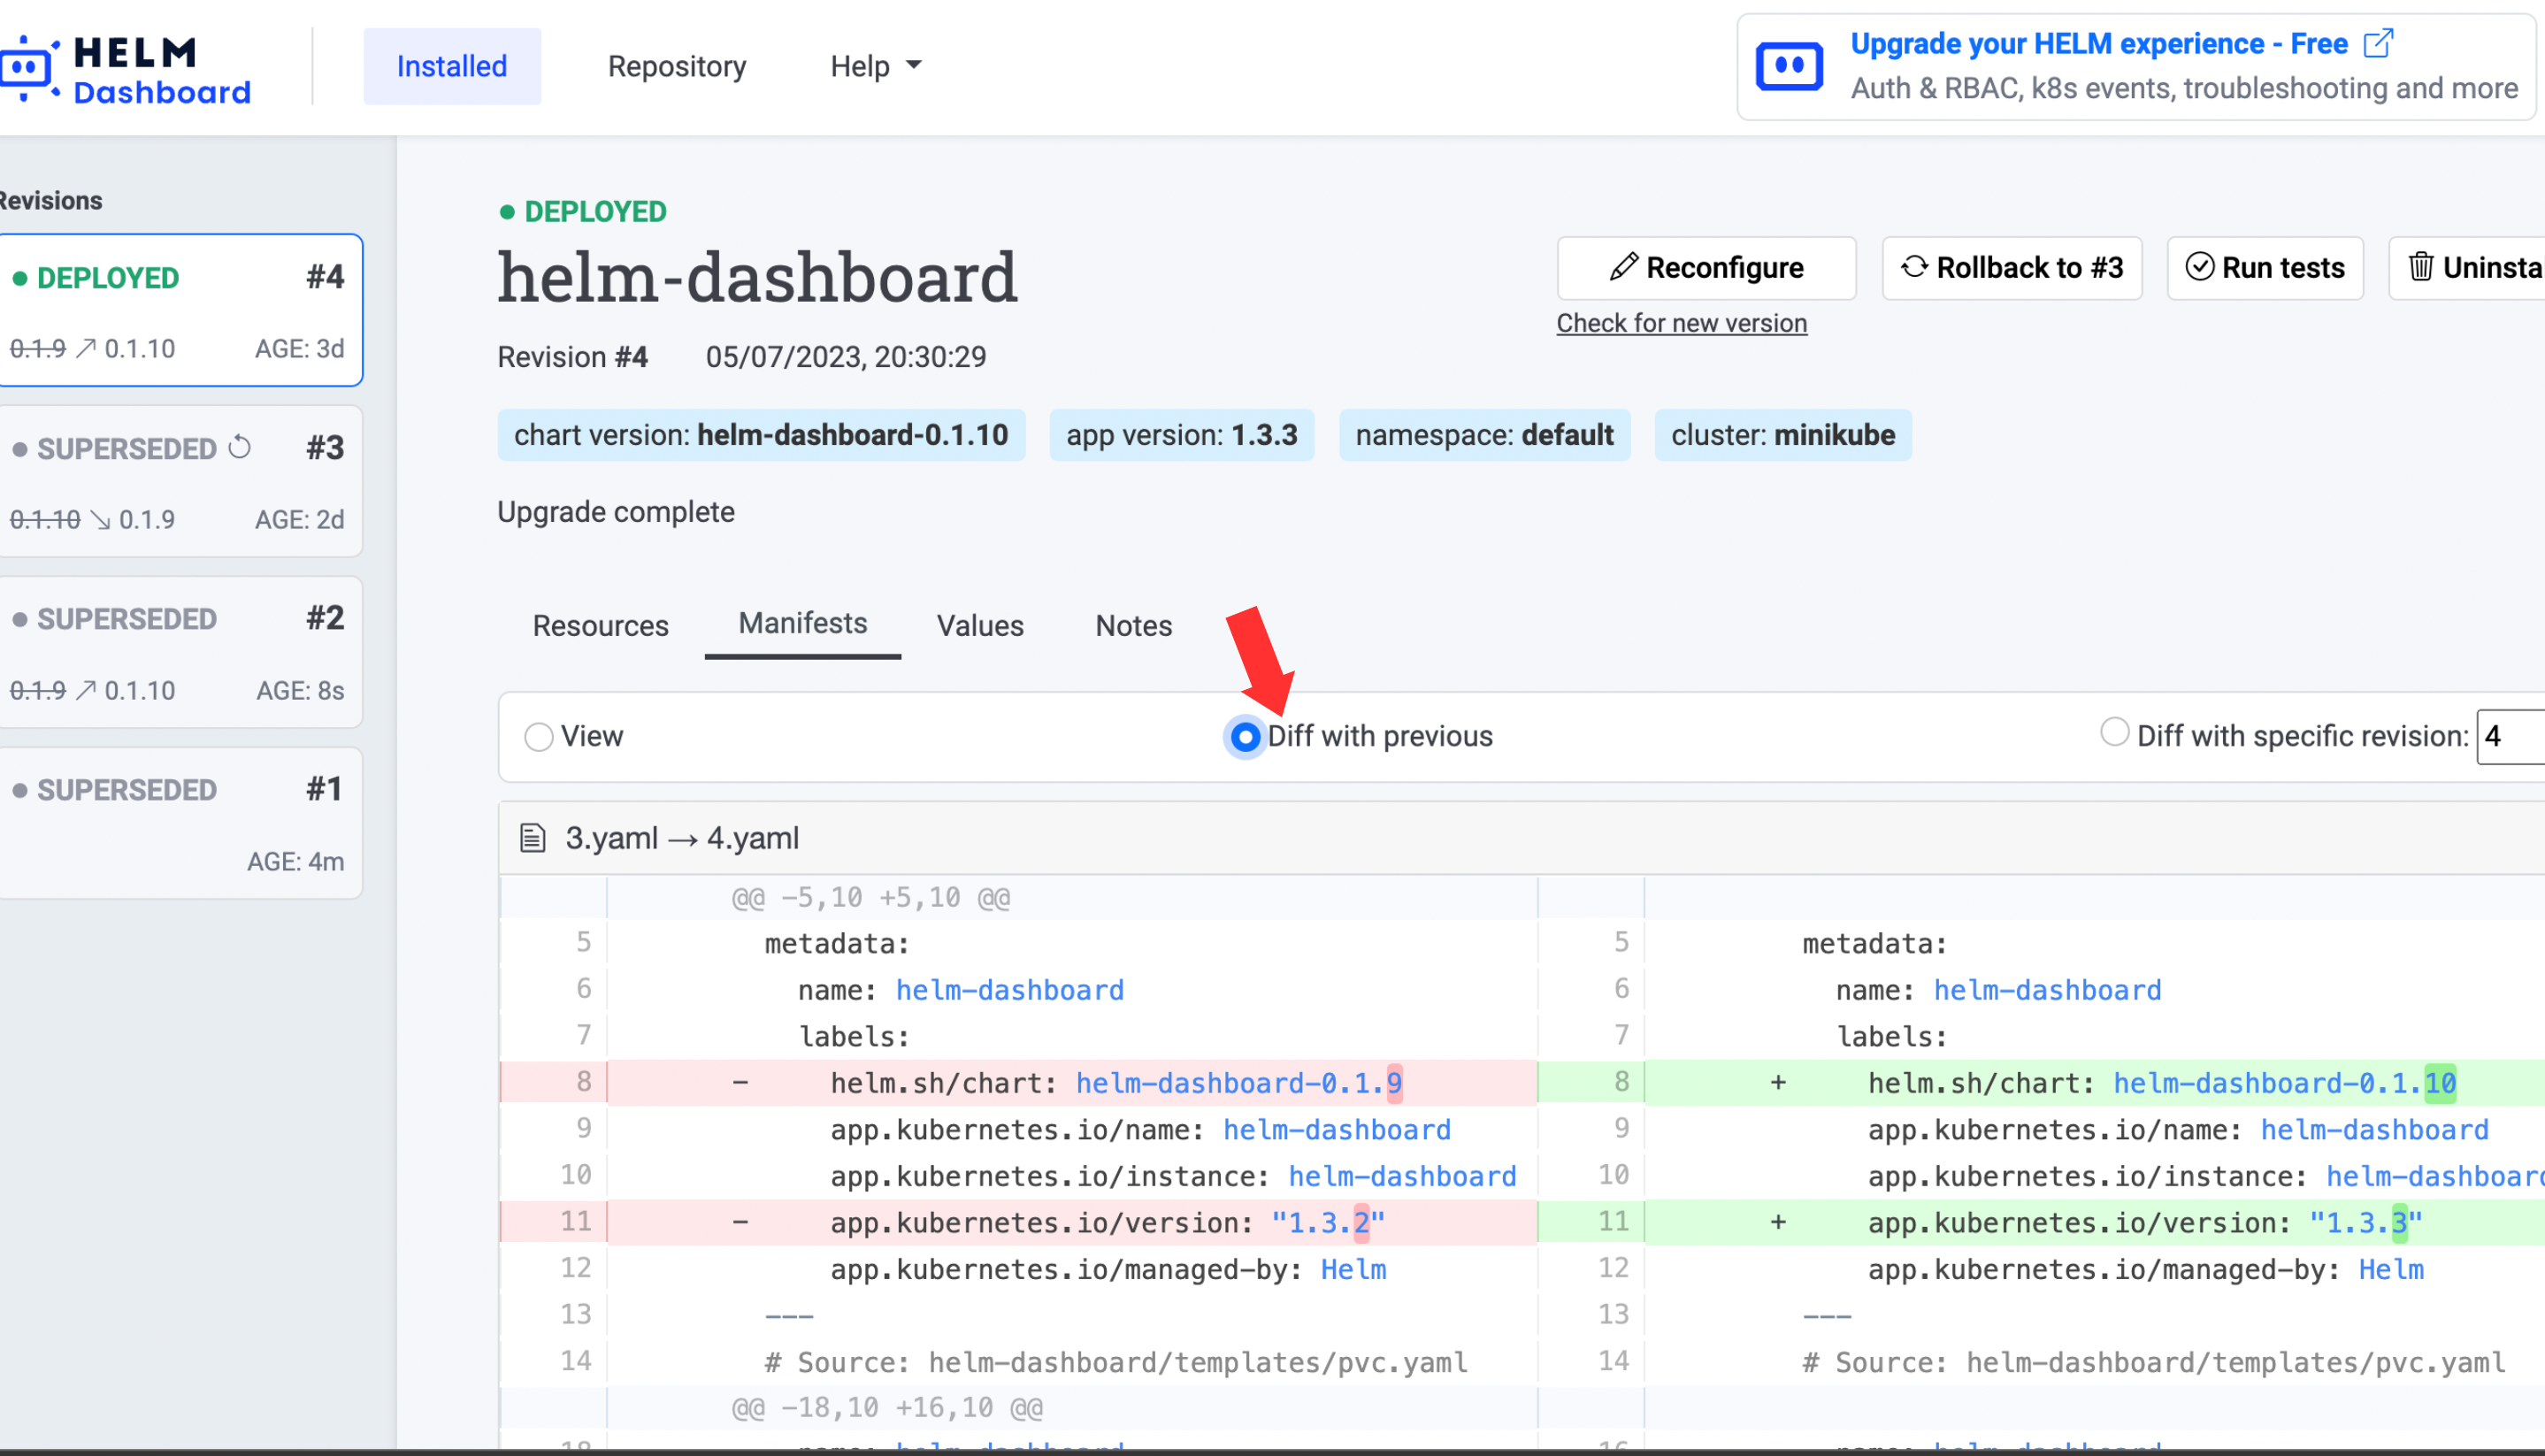 HELM
Dashboard
Installed
Repository
Help
Upgrade your HELM experience - Free
Auth & RBAC, k8s events, troubleshooting and more
Revisions
DEPLOYED #4
0.1.9 ↗ 0.1.10 AGE: 3d
SUPERSEDED #3
0.1.10 ↘ 0.1.9 AGE: 2d
SUPERSEDED #2
0.1.9 ↗ 0.1.10 AGE: 8s
SUPERSEDED #1
AGE: 4m
DEPLOYED
helm-dashboard
Revision #4 05/07/2023, 20:30:29
Reconfigure
Rollback to #3
Run tests
Check for new version
chart version: helm-dashboard-0.1.10
app version: 1.3.3
namespace: default
cluster: minikube
Upgrade complete
Resources
Manifests
Values
Notes
View
Diff with previous
Diff with specific revision: 4
3.yaml → 4.yaml
@@ -5,10 +5,10 @@
5 metadata:
6 name: helm-dashboard
7 labels:
8 - helm.sh/chart: helm-dashboard-0.1.9
9 app.kubernetes.io/name: helm-dashboard
10 app.kubernetes.io/instance: helm-dashboard
11 - app.kubernetes.io/version: "1.3.2"
12 app.kubernetes.io/managed-by: Helm
13 ---
14 # Source: helm-dashboard/templates/pvc.yaml
@@ -18,10 +16,10 @@
5 metadata:
6 name: helm-dashboard
7 labels:
8 + helm.sh/chart: helm-dashboard-0.1.10
9 app.kubernetes.io/name: helm-dashboard
10 app.kubernetes.io/instance: helm-dashboard
11 + app.kubernetes.io/version: "1.3.3"
12 app.kubernetes.io/managed-by: Helm
13 ---
14 # Source: helm-dashboard/templates/pvc.yaml